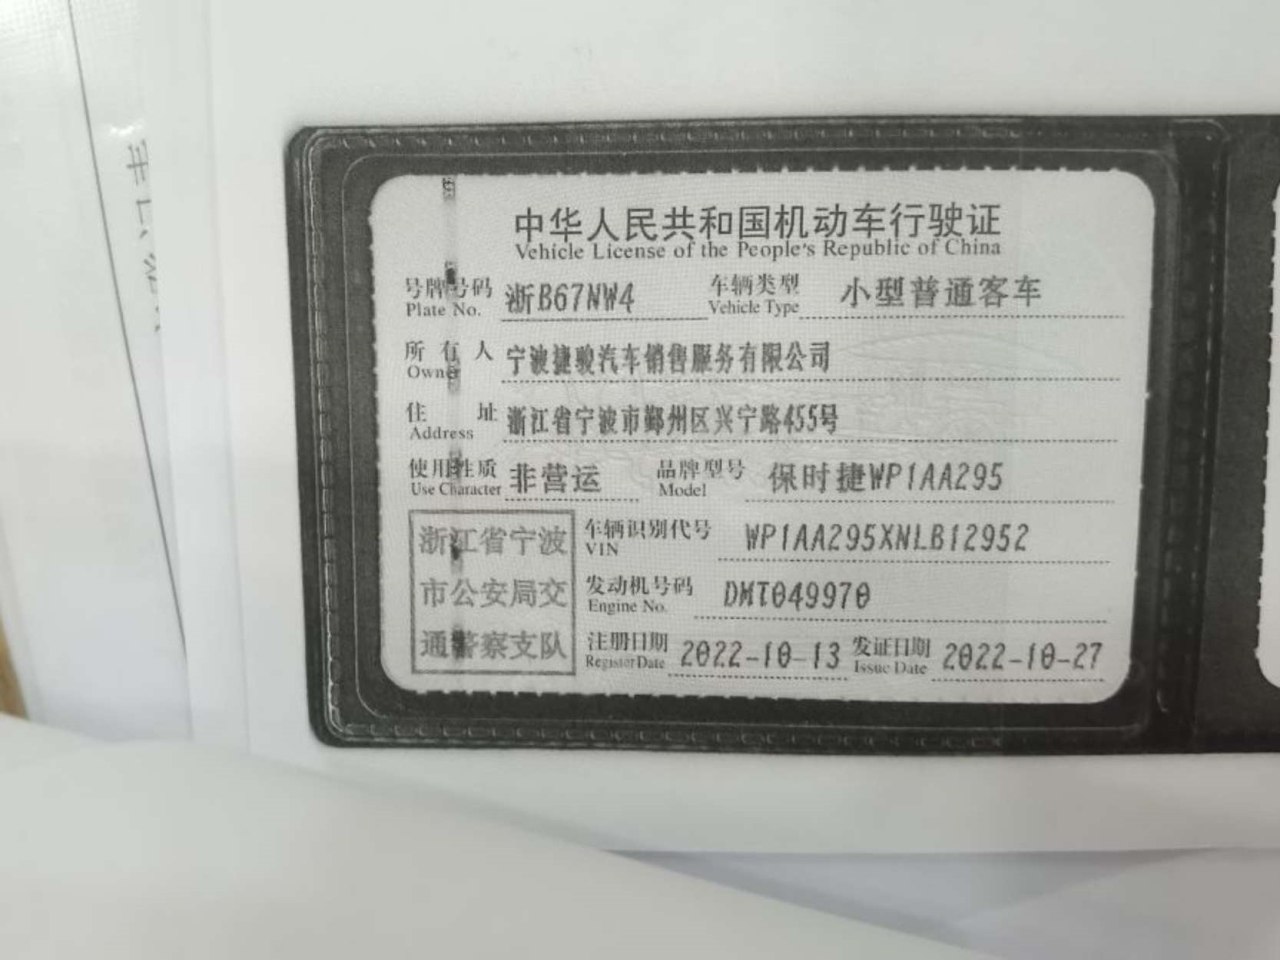 中华人民共和国机动车行驶证
Vehicle License of the People's Republic of China
号牌号码 浙B67NW4 车辆类型 小型普通客车
Plate No. Vehicle Type
所有人 宁波捷骏汽车销售服务有限公司
Owner
住址 浙江省宁波市鄞州区兴宁路455号
Address
使用性质 非营运 品牌型号 保时捷WP1AA295
Use Character Model
车辆识别代号 WP1AA295XNLB12952
VIN
发动机号码 DMT049970
Engine No.
注册日期 2022-10-13 发证日期 2022-10-27
Register Date Issue Date
浙江省宁波
市公安局交
通警察支队